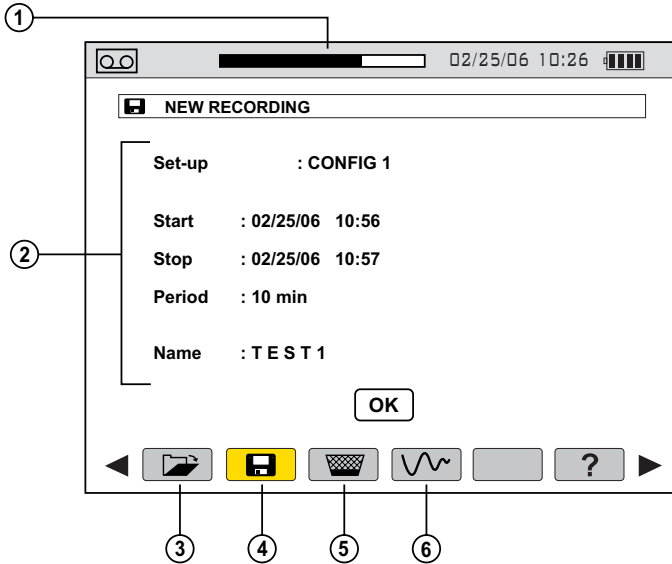 1
02/25/06 10:26
NEW RECORDING
Set-up : CONFIG 1
Start : 02/25/06 10:56
2
Stop : 02/25/06 10:57
Period : 10 min
Name : T E S T 1
OK
?
3 4 5 6